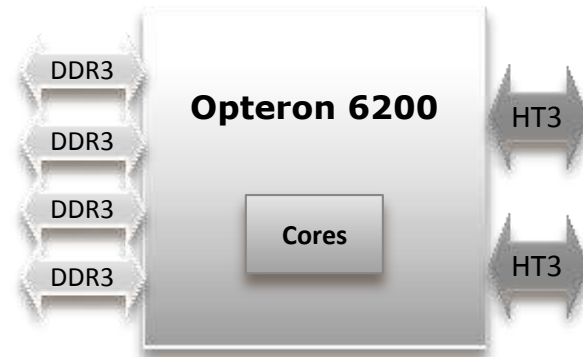 DDR3
DDR3
DDR3
DDR3
Opteron 6200
Cores
HT3
HT3